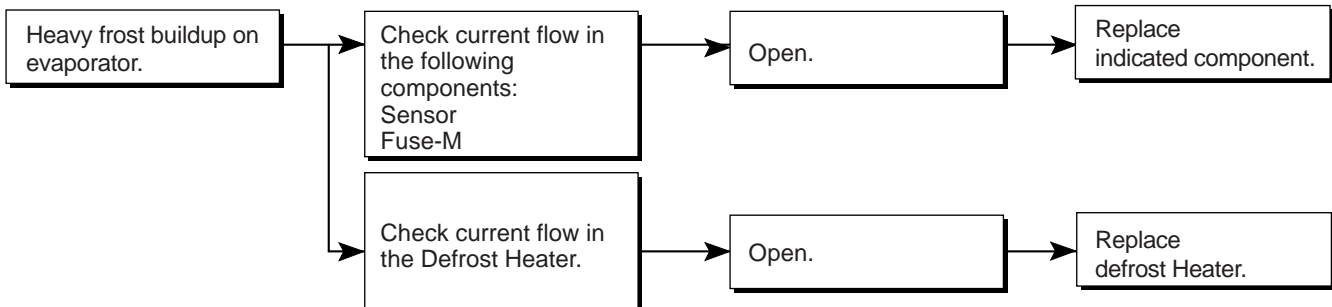 Heavy frost buildup on
evaporator.
Check current flow in
the following
components:
Sensor
Fuse-M
Open.
Replace
indicated component.
Check current flow in
the Defrost Heater.
Open.
Replace
defrost Heater.